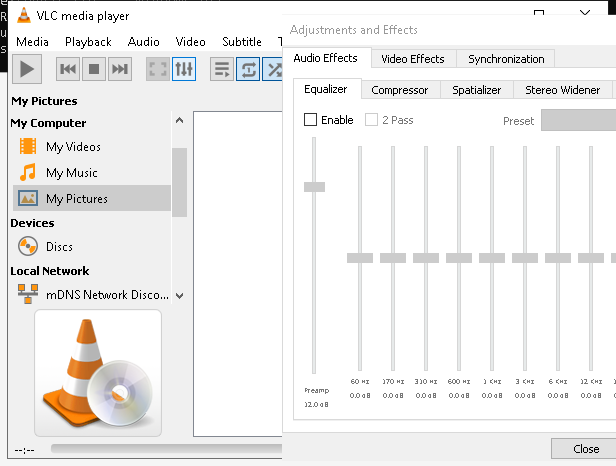 VLC media player
Media Playback Audio Video Subtitle T
My Pictures
My Computer
My Videos
My Music
My Pictures
Devices
Discs
Local Network
mDNS Network Disco...
--:--
Adjustments and Effects
Audio Effects Video Effects Synchronization
Equalizer Compressor Spatializer Stereo Widener
Enable 2 Pass Preset
60 Hz 170 Hz 310 Hz 600 Hz 1 KHz 3 KHz 6 KHz 12 KHz
Preamp 0.0 dB 0.0 dB 0.0 dB 0.0 dB 0.0 dB 0.0 dB 0.0 dB 0.0 dB
12.0 dB
Close